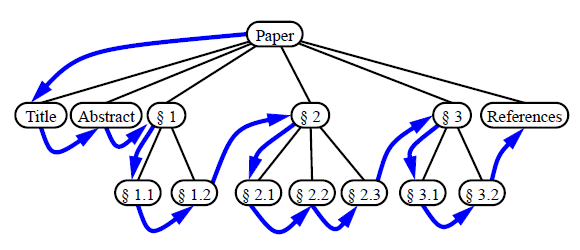 Paper
Title Abstract § 1 § 2 § 3 References
§ 1.1 § 1.2 § 2.1 § 2.2 § 2.3 § 3.1 § 3.2